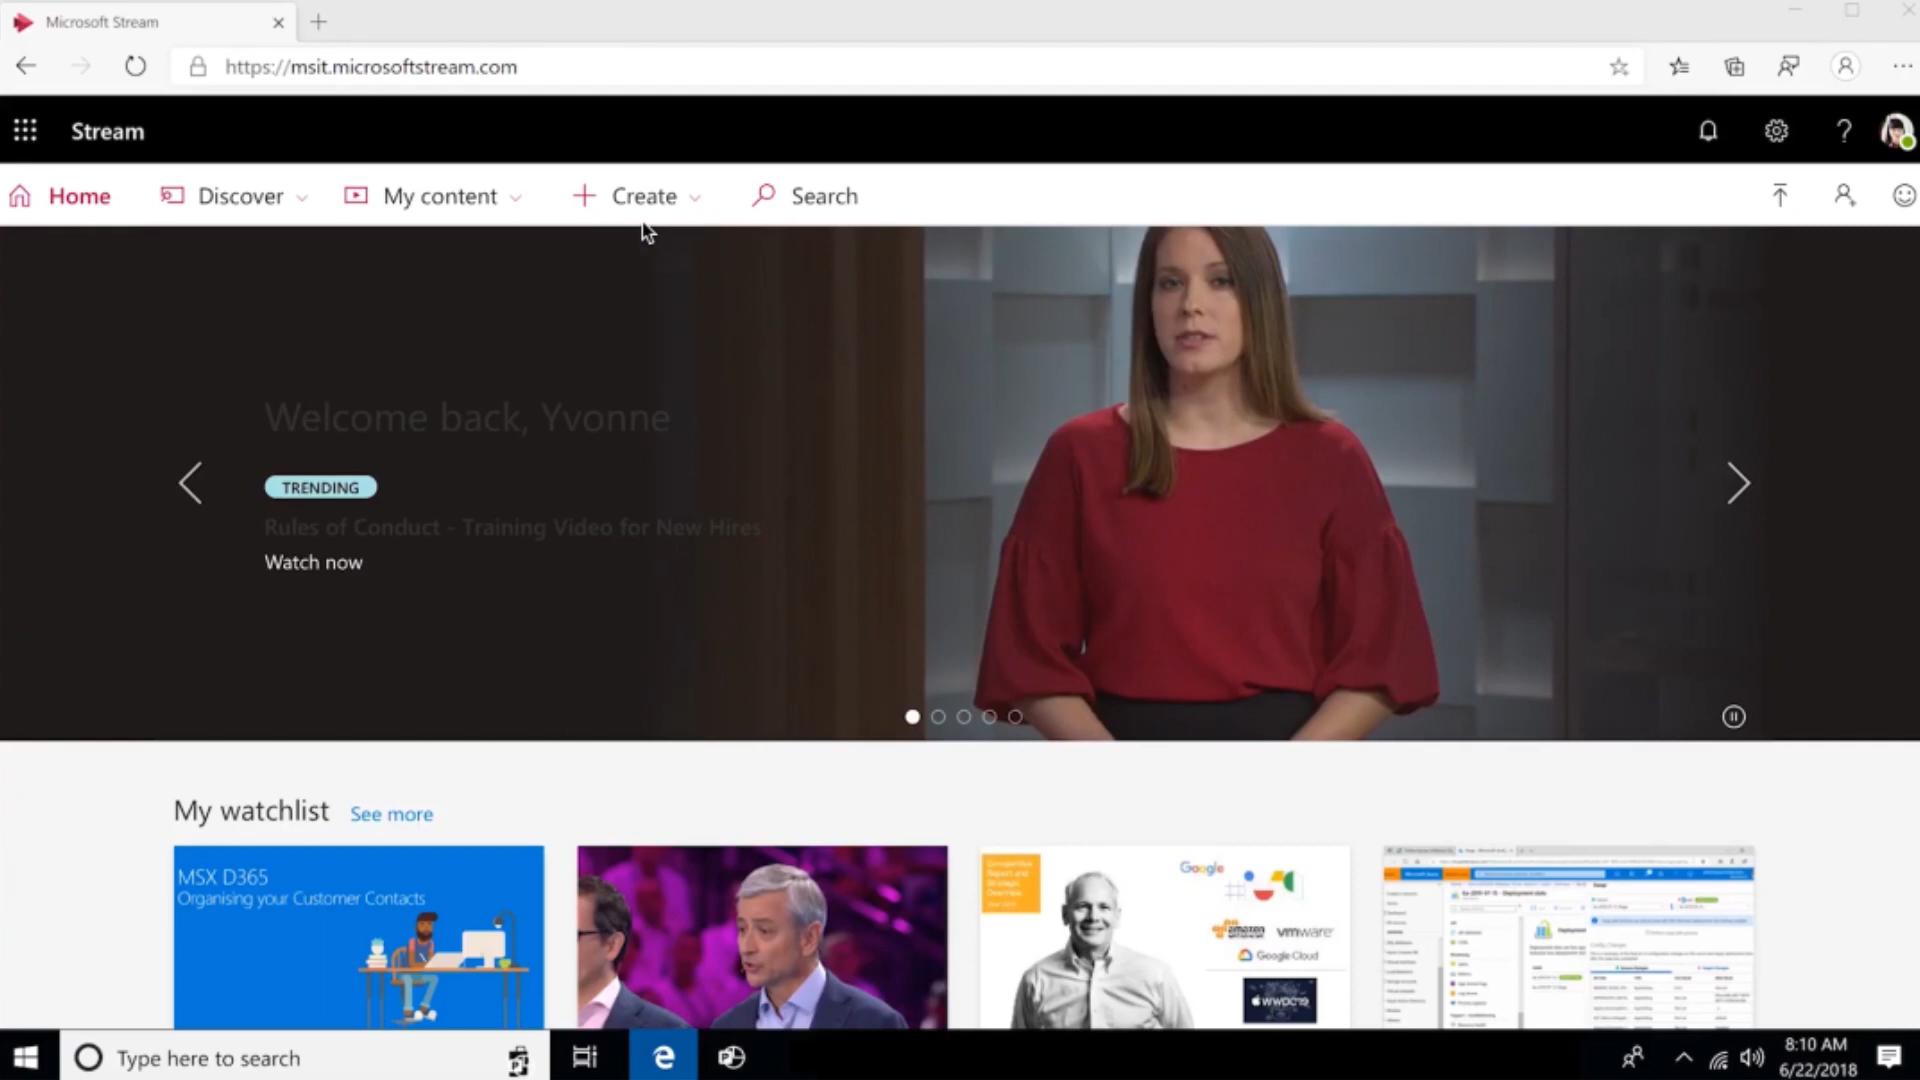 Microsoft Stream
https://msit.microsoftstream.com
Stream
Home
Discover
My content
Create
Search
Welcome back, Yvonne
TRENDING
Rules of Conduct - Training Video for New Hires
Watch now
My watchlist
See more
MSX D365
Organising your Customer Contacts
Google
amazon
vmware
Google Cloud
WWDC19
Type here to search
8:10 AM
6/22/2018